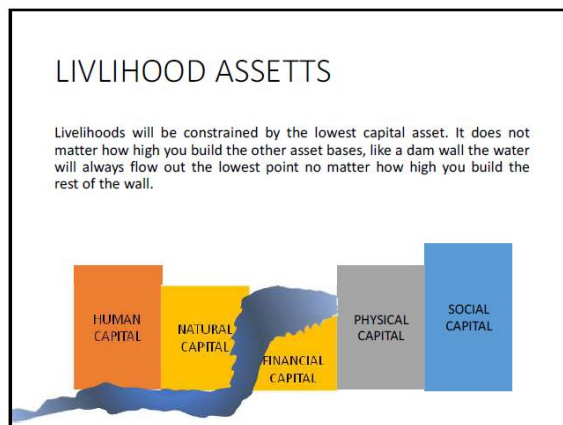 LIVLIHOOD ASSETTS
Livelihoods will be constrained by the lowest capital asset. It does not
matter how high you build the other asset bases, like a dam wall the water
will always flow out the lowest point no matter how high you build the
rest of the wall.
HUMAN
CAPITAL
NATURAL
CAPITAL
FINANCIAL
CAPITAL
PHYSICAL
CAPITAL
SOCIAL
CAPITAL